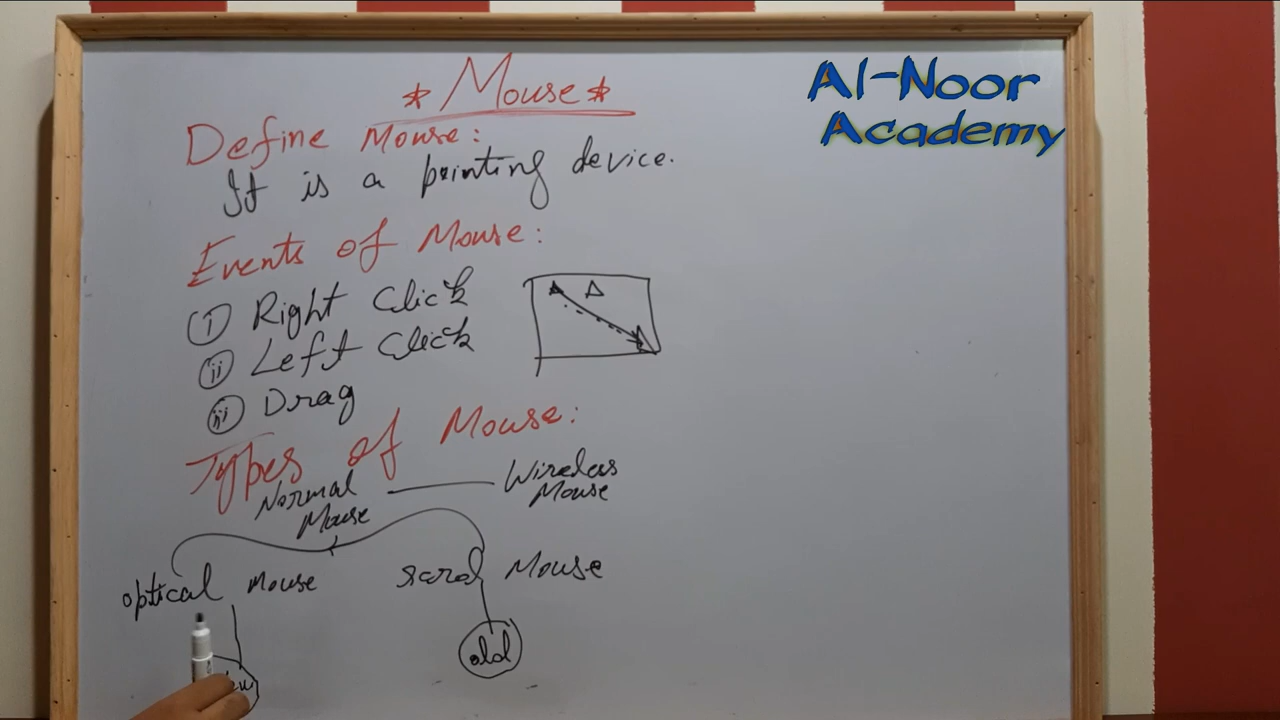 * Mouse *
Al-Noor
Academy
Define Mouse:
It is a pointing device.
Events of Mouse:
(i) Right Click
(ii) Left Click
(iii) Drag
Types of Mouse:
Normal Mouse
Wireless Mouse
optical Mouse
Mouse
old